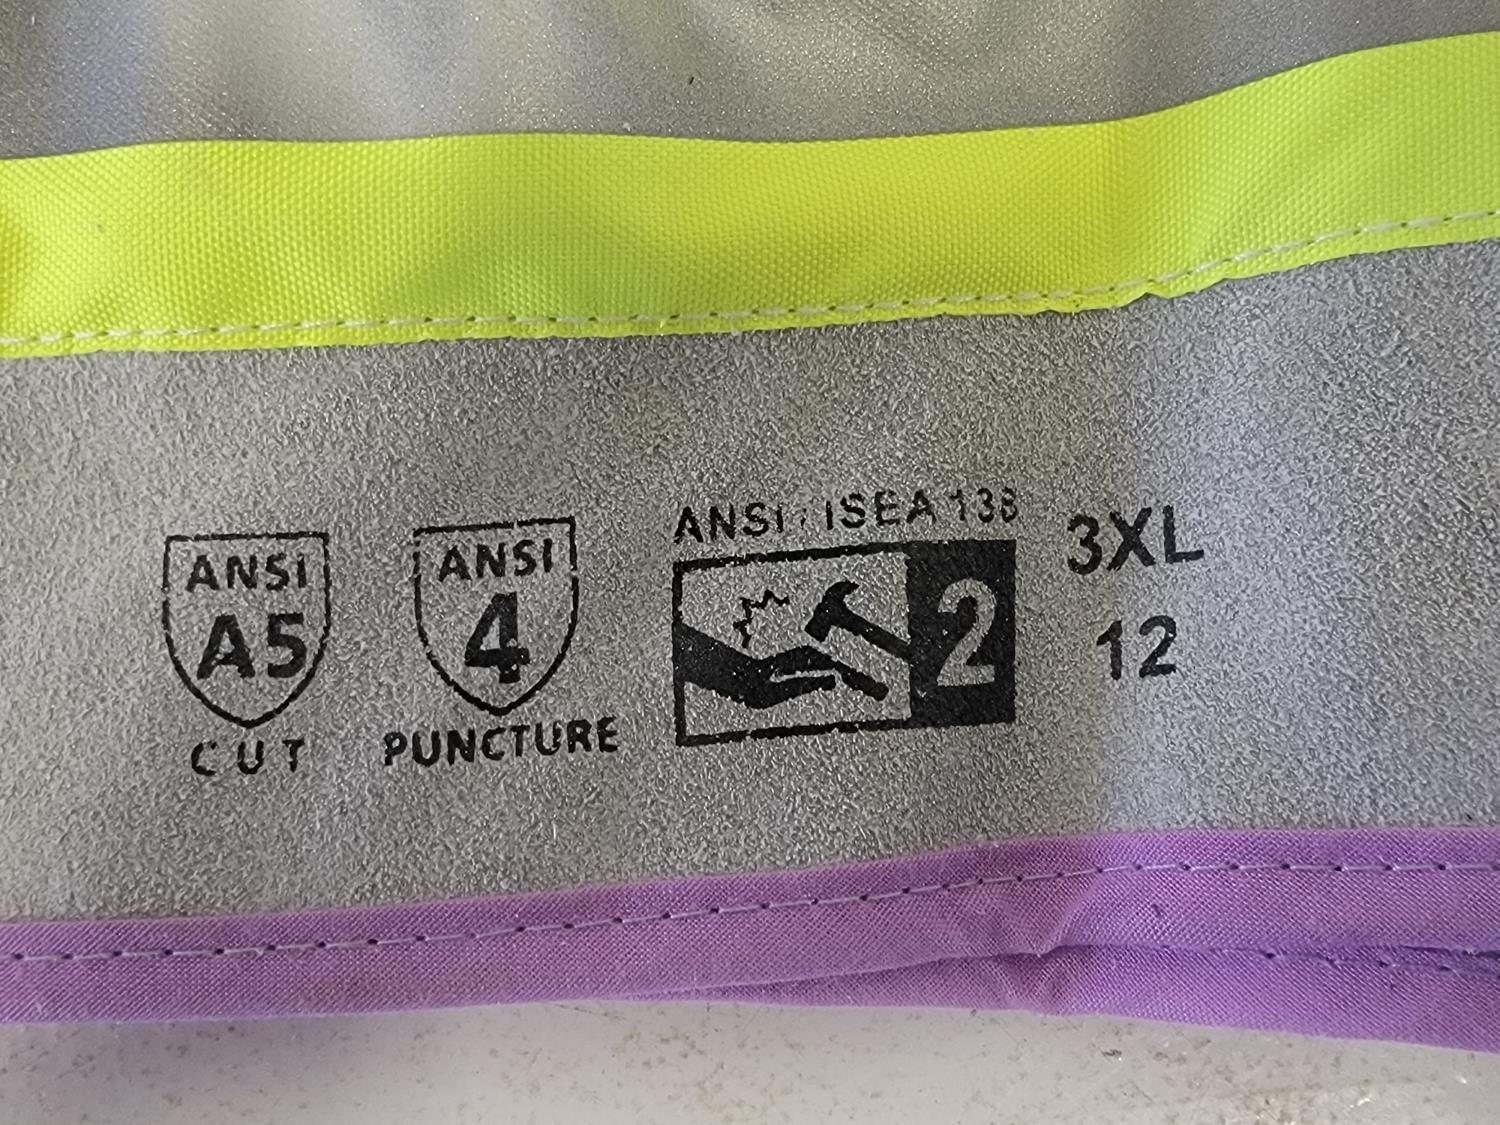 ANSI
A5
CUT
ANSI
4
PUNCTURE
ANSI / ISEA 138
2
3XL
12